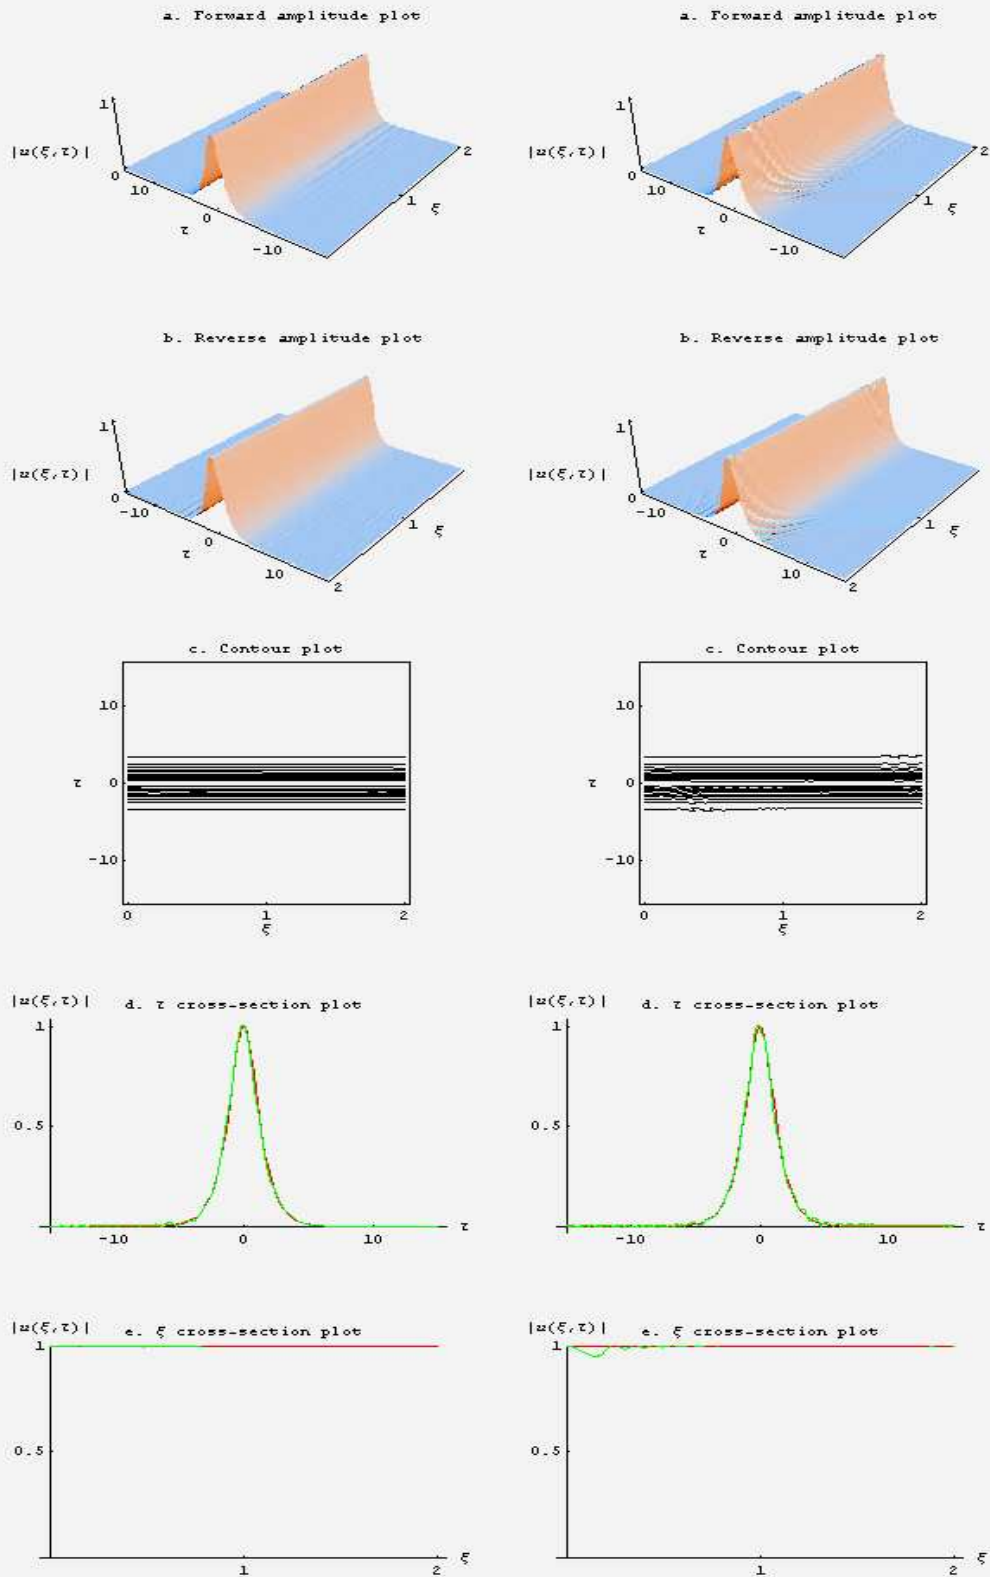 a. Forward amplitude plot
1
|u(ξ,τ)|
0
10
τ
0
-10
2
1
ξ
a. Forward amplitude plot
1
|u(ξ,τ)|
0
10
τ
0
-10
2
1
ξ
b. Reverse amplitude plot
1
|u(ξ,τ)|
0
-10
τ
0
10
1
ξ
2
b. Reverse amplitude plot
1
|u(ξ,τ)|
0
-10
τ
0
10
1
ξ
2
c. Contour plot
10
τ
0
-10
0
1
2
ξ
c. Contour plot
10
τ
0
-10
0
1
2
ξ
|u(ξ,τ)|
d. τ cross-section plot
1
0.5
-10
0
10
τ
|u(ξ,τ)|
d. τ cross-section plot
1
0.5
-10
0
10
τ
|u(ξ,τ)|
e. ξ cross-section plot
1
0.5
1
2
ξ
|u(ξ,τ)|
e. ξ cross-section plot
1
0.5
1
2
ξ